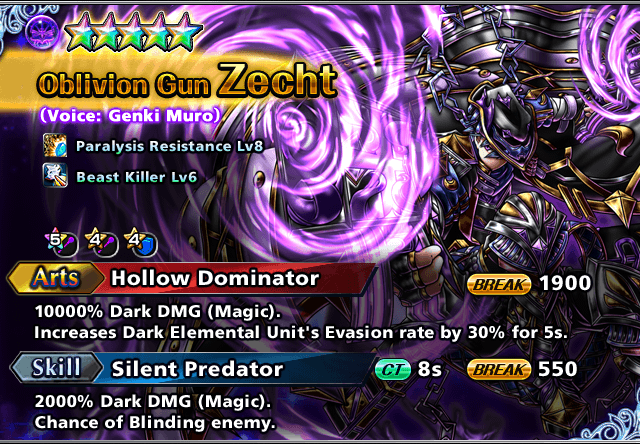 Oblivion Gun Zecht
(Voice: Genki Muro)
Paralysis Resistance Lv8
Beast Killer Lv6
5 4 4
Arts Hollow Dominator BREAK 1900
10000% Dark DMG (Magic).
Increases Dark Elemental Unit's Evasion rate by 30% for 5s.
Skill Silent Predator CT 8s BREAK 550
2000% Dark DMG (Magic).
Chance of Blinding enemy.